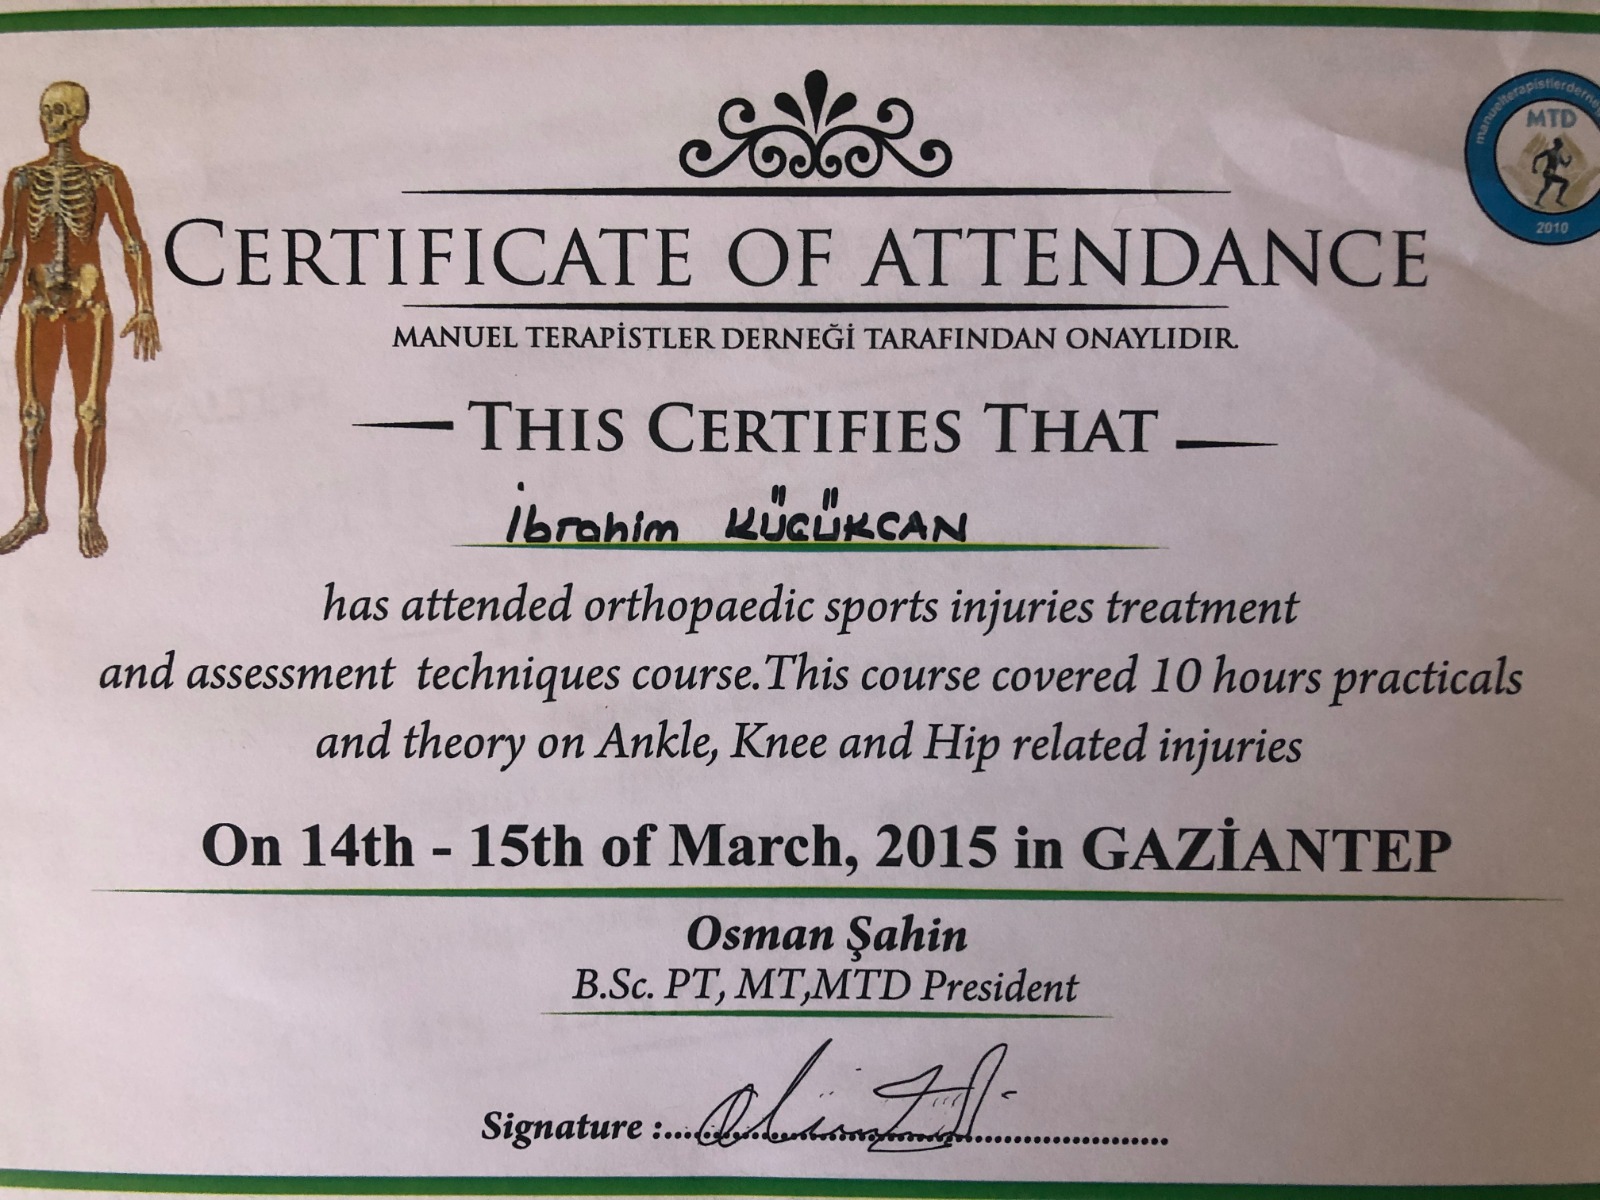 manuelterapistlerderne
MTD
2010
CERTIFICATE OF ATTENDANCE
MANUEL TERAPİSTLER DERNEĞİ TARAFINDAN ONAYLIDIR.
THIS CERTIFIES THAT
İbrahim KÜÇÜKCAN
has attended orthopaedic sports injuries treatment
and assessment techniques course.This course covered 10 hours practicals
and theory on Ankle, Knee and Hip related injuries
On 14th - 15th of March, 2015 in GAZİANTEP
Osman Şahin
B.Sc. PT, MT,MTD President
Signature :